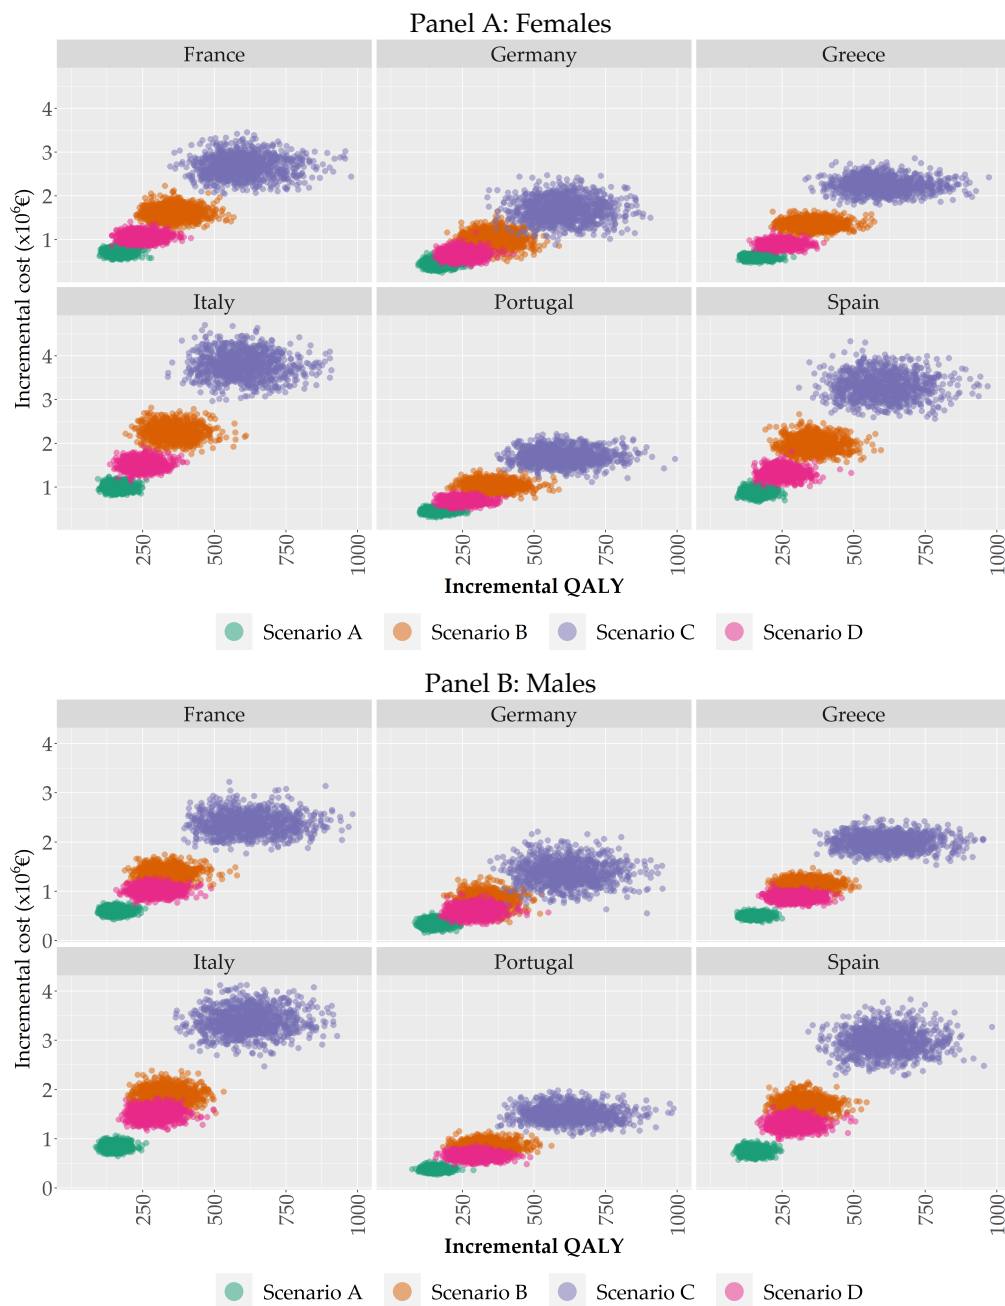 Panel A: Females
France
Germany
Greece
4
3
2
1
Italy
Portugal
Spain
4
3
2
1
Incremental cost (x10⁶€)
250
500
750
1000
250
500
750
1000
250
500
750
1000
Incremental QALY
Scenario A
Scenario B
Scenario C
Scenario D
Panel B: Males
France
Germany
Greece
4
3
2
1
0
Italy
Portugal
Spain
4
3
2
1
0
Incremental cost (x10⁶€)
250
500
750
1000
250
500
750
1000
250
500
750
1000
Incremental QALY
Scenario A
Scenario B
Scenario C
Scenario D